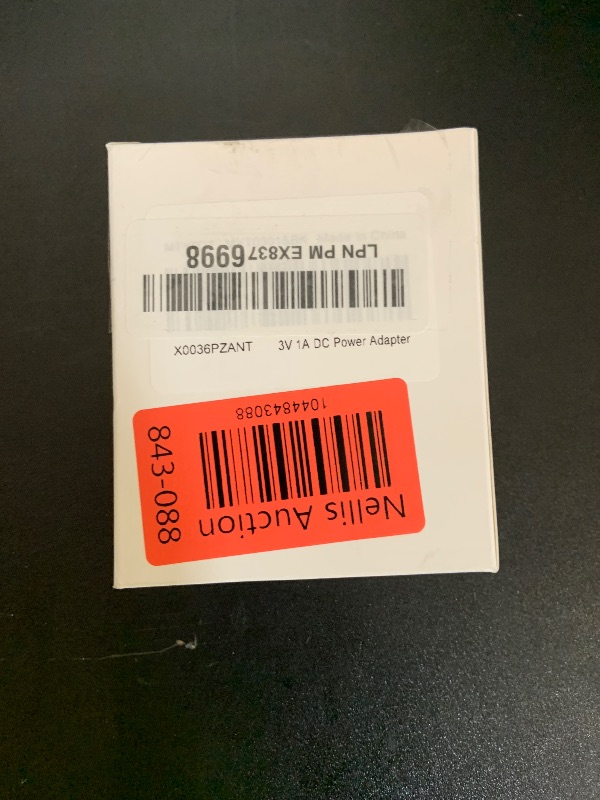 LPN PM EX8376998
X0036PZANT 3V 1A DC Power Adapter
1044843088
843-088
Nellis Auction